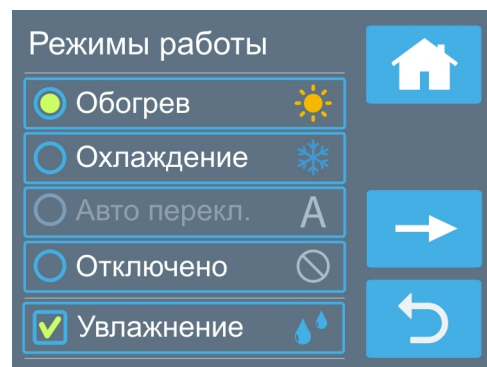 Режимы работы
Обогрев
Охлаждение
Авто перекл. A
Отключено
Увлажнение